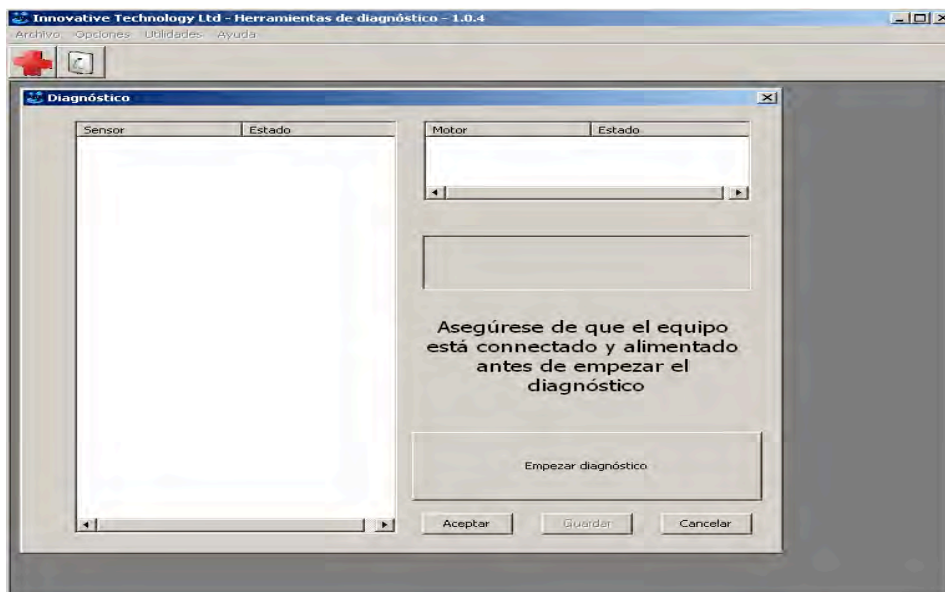 Innovative Technology Ltd - Herramientas de diagnóstico - 1.0.4
Archivo Opciones Utilidades Ayuda
Diagnóstico
Sensor Estado
Motor Estado
Asegúrese de que el equipo
está connectado y alimentado
antes de empezar el
diagnóstico
Empezar diagnóstico
Aceptar Guardar Cancelar